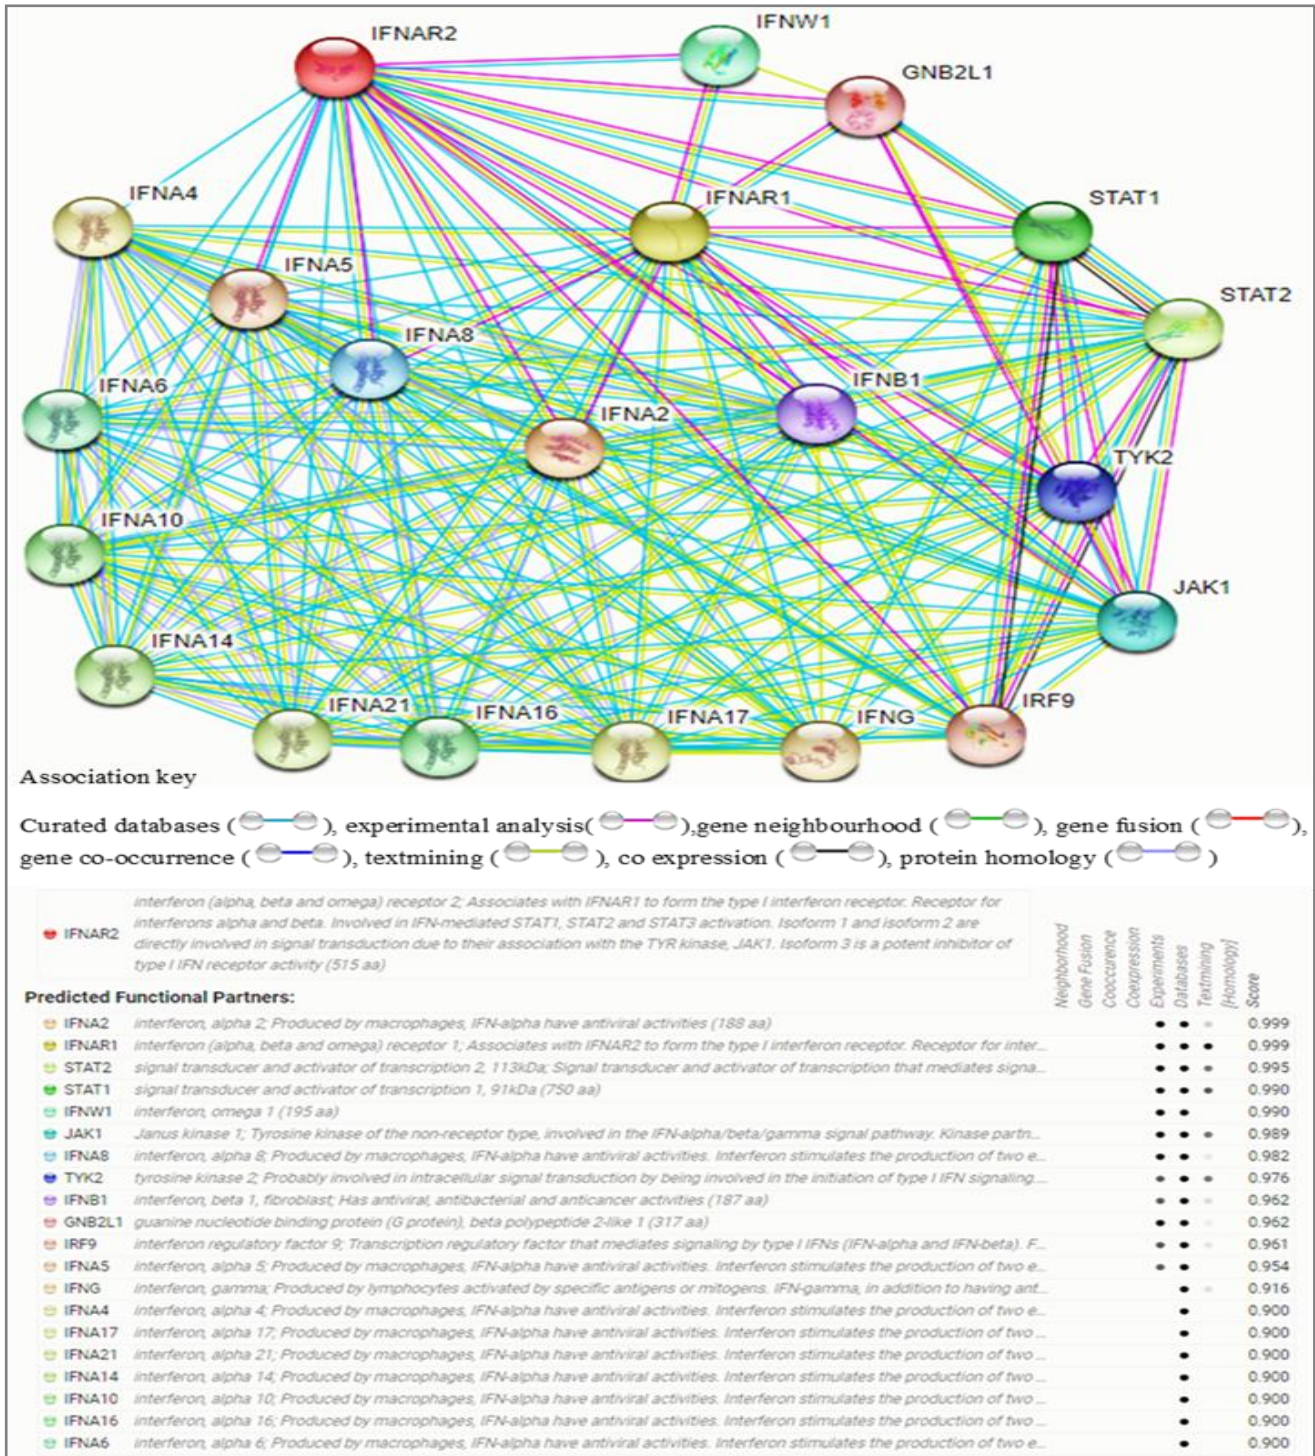 IFNAR2
IFNW1
GNB2L1
IFNA4
IFNAR1
STAT1
IFNA5
STAT2
IFNA8
IFNA6
IFNB1
IFNA2
TYK2
IFNA10
JAK1
IFNA14
IFNA21
IFNA16
IFNA17
IFNG
IRF9
Association key
Curated databases ( ), experimental analysis( ),gene neighbourhood ( ), gene fusion ( ),
gene co-occurrence ( ), textmining ( ), co expression ( ), protein homology ( )
IFNAR2
interferon (alpha, beta and omega) receptor 2; Associates with IFNAR1 to form the type I interferon receptor. Receptor for
interferons alpha and beta. Involved in IFN-mediated STAT1, STAT2 and STAT3 activation. Isoform 1 and isoform 2 are
directly involved in signal transduction due to their association with the TYR kinase, JAK1. Isoform 3 is a potent inhibitor of
type I IFN receptor activity (515 aa)
Neighborhood
Gene Fusion
Cooccurence
Coexpression
Experiments
Databases
Textmining
[Homology]
Score
Predicted Functional Partners:
IFNA2 interferon, alpha 2; Produced by macrophages, IFN-alpha have antiviral activities (188 aa) 0.999
IFNAR1 interferon (alpha, beta and omega) receptor 1; Associates with IFNAR2 to form the type I interferon receptor. Receptor for inter... 0.999
STAT2 signal transducer and activator of transcription 2, 113kDa; Signal transducer and activator of transcription that mediates signa... 0.995
STAT1 signal transducer and activator of transcription 1, 91kDa (750 aa) 0.990
IFNW1 interferon, omega 1 (195 aa) 0.990
JAK1 Janus kinase 1; Tyrosine kinase of the non-receptor type, involved in the IFN-alpha/beta/gamma signal pathway. Kinase partn... 0.989
IFNA8 interferon, alpha 8; Produced by macrophages, IFN-alpha have antiviral activities. Interferon stimulates the production of two e... 0.982
TYK2 tyrosine kinase 2; Probably involved in intracellular signal transduction by being involved in the initiation of type I IFN signaling.... 0.976
IFNB1 interferon, beta 1, fibroblast; Has antiviral, antibacterial and anticancer activities (187 aa) 0.962
GNB2L1 guanine nucleotide binding protein (G protein), beta polypeptide 2-like 1 (317 aa) 0.962
IRF9 interferon regulatory factor 9; Transcription regulatory factor that mediates signaling by type I IFNs (IFN-alpha and IFN-beta). F... 0.961
IFNA5 interferon, alpha 5; Produced by macrophages, IFN-alpha have antiviral activities. Interferon stimulates the production of two e... 0.954
IFNG interferon, gamma; Produced by lymphocytes activated by specific antigens or mitogens. IFN-gamma, in addition to having ant... 0.916
IFNA4 interferon, alpha 4; Produced by macrophages, IFN-alpha have antiviral activities. Interferon stimulates the production of two e... 0.900
IFNA17 interferon, alpha 17; Produced by macrophages, IFN-alpha have antiviral activities. Interferon stimulates the production of two ... 0.900
IFNA21 interferon, alpha 21; Produced by macrophages, IFN-alpha have antiviral activities. Interferon stimulates the production of two ... 0.900
IFNA14 interferon, alpha 14; Produced by macrophages, IFN-alpha have antiviral activities. Interferon stimulates the production of two ... 0.900
IFNA10 interferon, alpha 10; Produced by macrophages, IFN-alpha have antiviral activities. Interferon stimulates the production of two ... 0.900
IFNA16 interferon, alpha 16; Produced by macrophages, IFN-alpha have antiviral activities. Interferon stimulates the production of two ... 0.900
IFNA6 interferon, alpha 6; Produced by macrophages, IFN-alpha have antiviral activities. Interferon stimulates the production of two e... 0.900